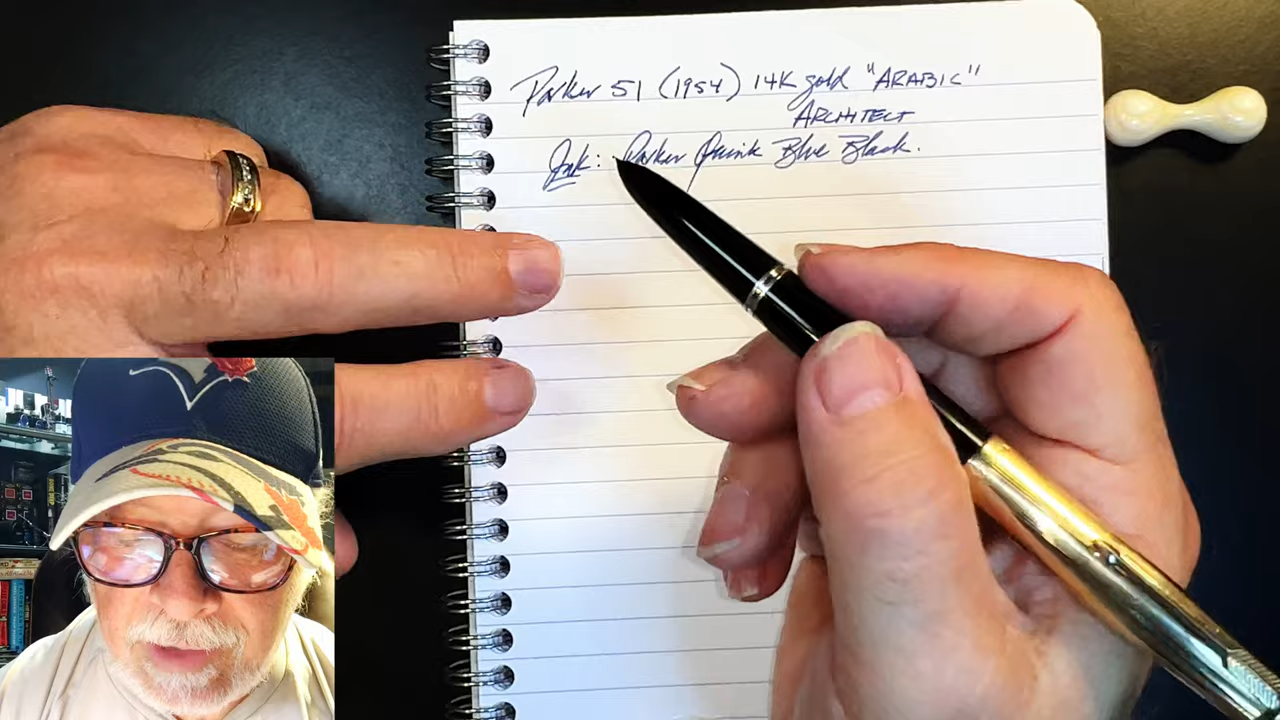 Parker 51 (1954) 14K gold "ARABIC"
ARCHITECT
Ink: Parker Quink Blue Black.